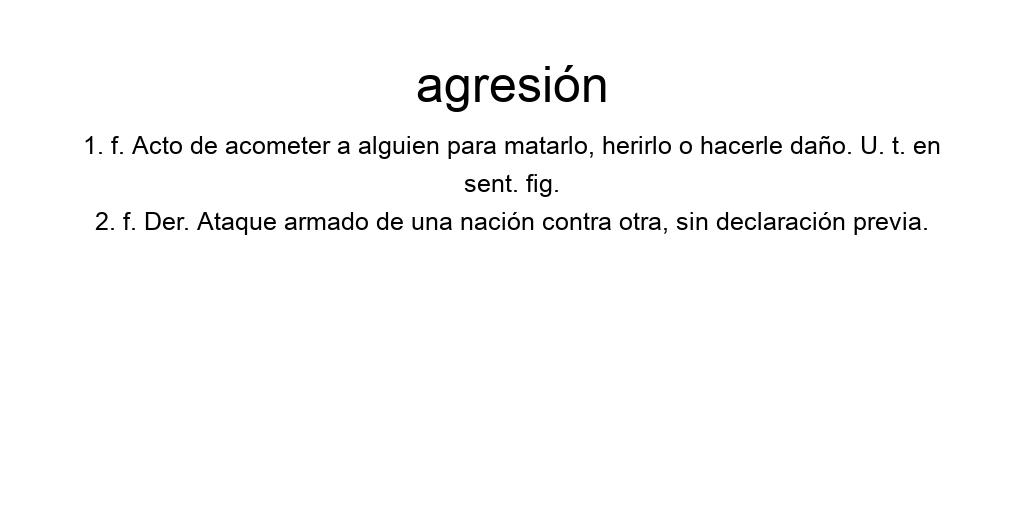 agresión
1. f. Acto de acometer a alguien para matarlo, herirlo o hacerle daño. U. t. en
sent. fig.
2. f. Der. Ataque armado de una nación contra otra, sin declaración previa.